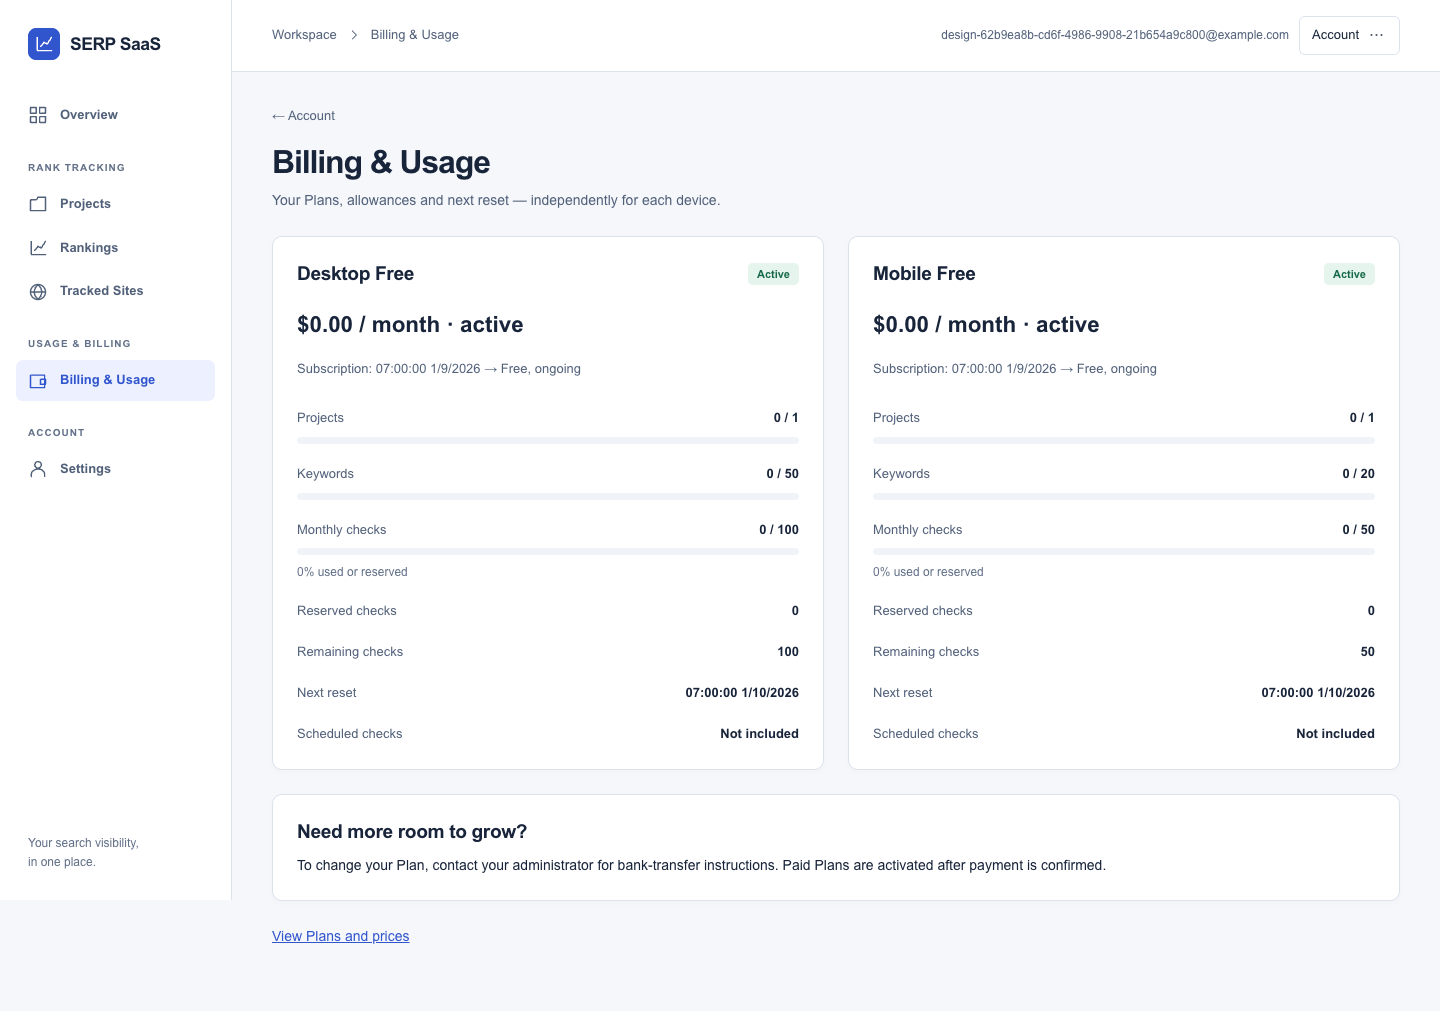 SERP SaaS
Overview
RANK TRACKING
Projects
Rankings
Tracked Sites
USAGE & BILLING
Billing & Usage
ACCOUNT
Settings
Your search visibility,
in one place.
Workspace > Billing & Usage
design-62b9ea8b-cd6f-4986-9908-21b654a9c800@example.com
Account ···
← Account
Billing & Usage
Your Plans, allowances and next reset — independently for each device.
Desktop Free
Active
$0.00 / month · active
Subscription: 07:00:00 1/9/2026 → Free, ongoing
Projects 0 / 1
Keywords 0 / 50
Monthly checks 0 / 100
0% used or reserved
Reserved checks 0
Remaining checks 100
Next reset 07:00:00 1/10/2026
Scheduled checks Not included
Mobile Free
Active
$0.00 / month · active
Subscription: 07:00:00 1/9/2026 → Free, ongoing
Projects 0 / 1
Keywords 0 / 20
Monthly checks 0 / 50
0% used or reserved
Reserved checks 0
Remaining checks 50
Next reset 07:00:00 1/10/2026
Scheduled checks Not included
Need more room to grow?
To change your Plan, contact your administrator for bank-transfer instructions. Paid Plans are activated after payment is confirmed.
View Plans and prices